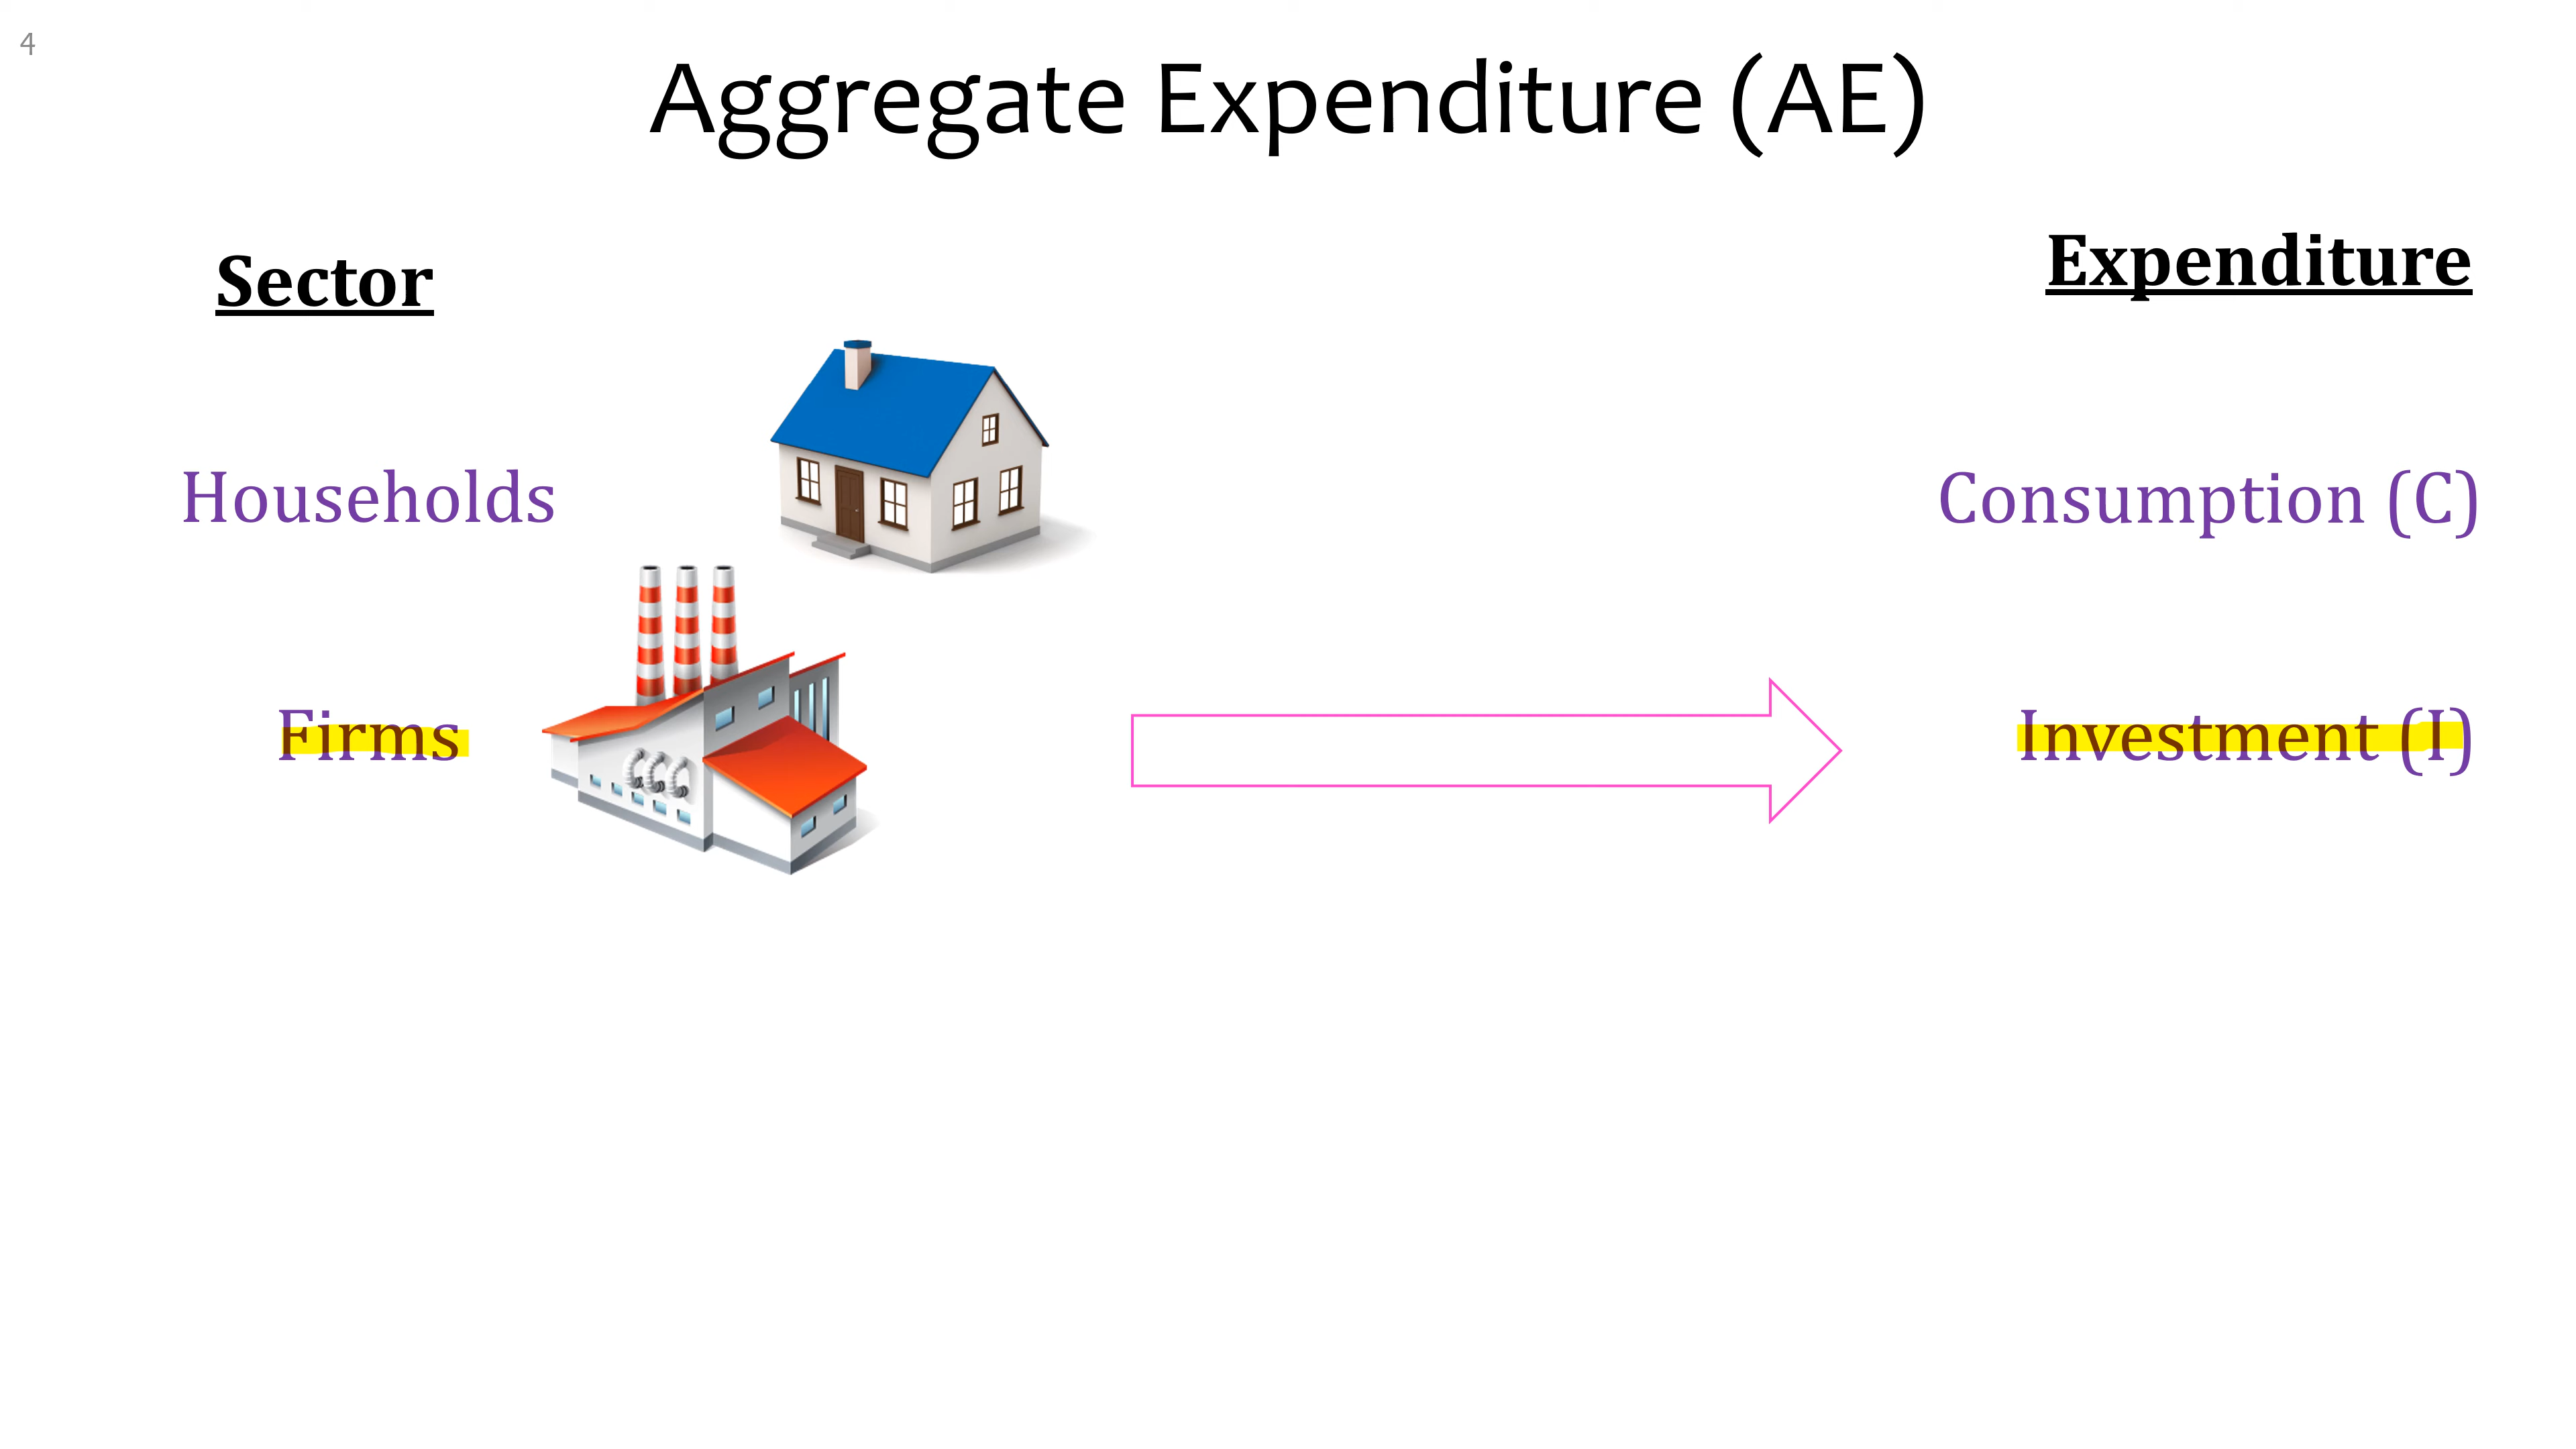 4
Aggregate Expenditure (AE)
Sector
Expenditure
Households
Consumption (C)
Firms
Investment (I)